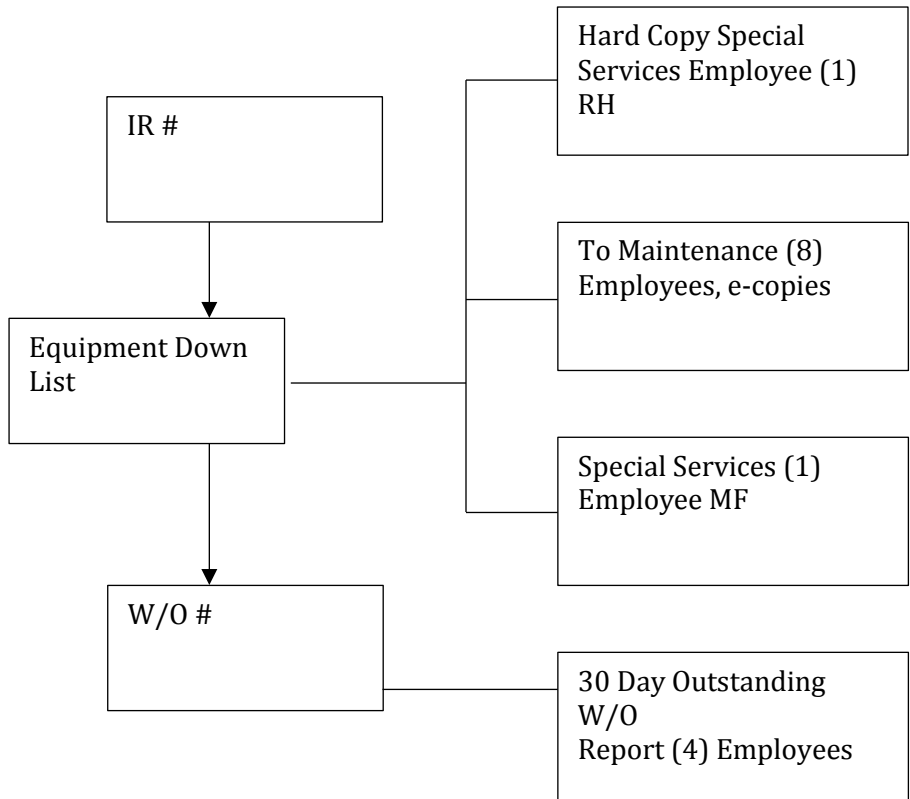 IR #
Equipment Down
List
W/O #
Hard Copy Special
Services Employee (1)
RH
To Maintenance (8)
Employees, e-copies
Special Services (1)
Employee MF
30 Day Outstanding
W/O
Report (4) Employees